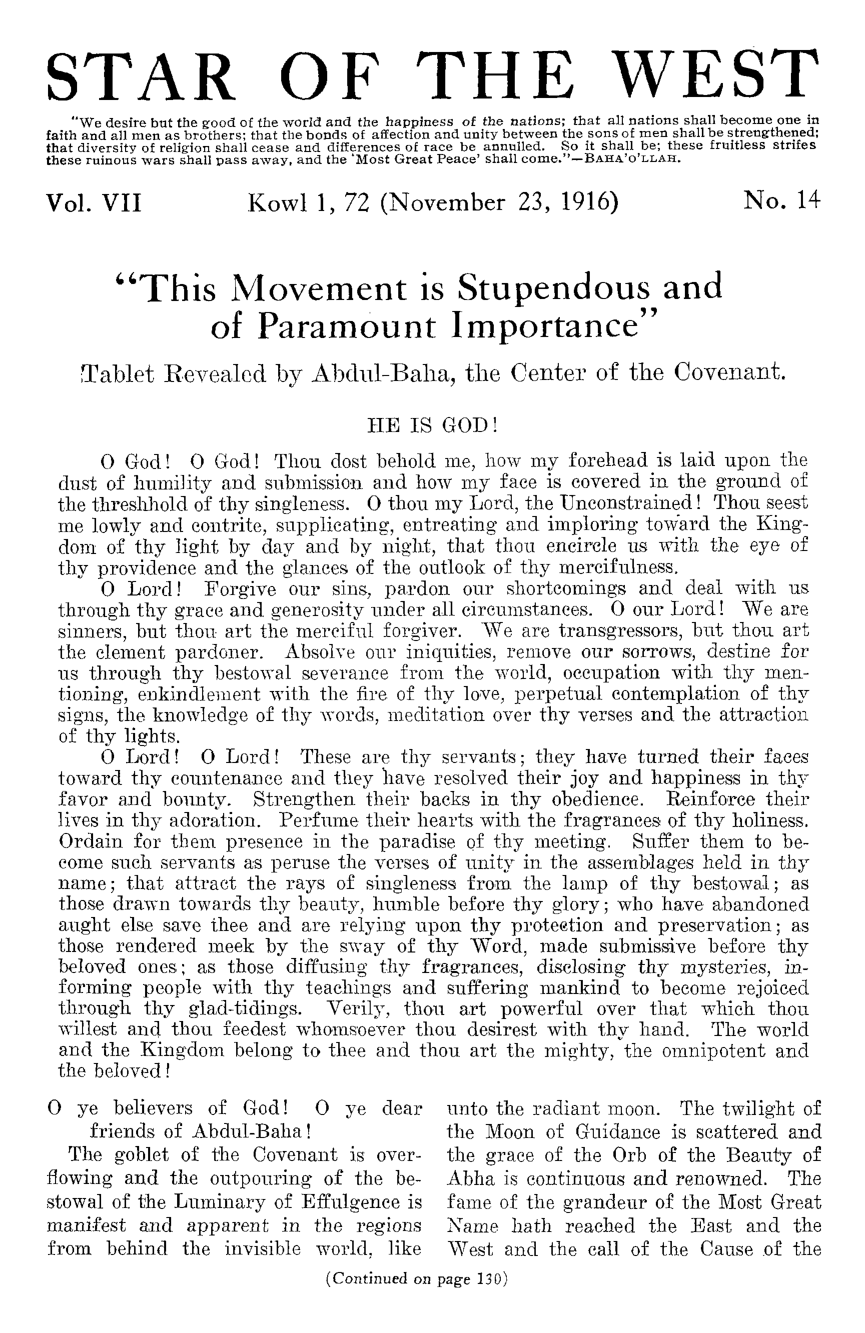 STAR OF THE WEST
"We desire but the good of the world and the happiness of the nations; that all nations shall become one in
faith and all men as brothers; that the bonds of affection and unity between the sons of men shall be strengthened;
that diversity of religion shall cease and differences of race be annulled. So it shall be; these fruitless strifes
these ruinous wars shall pass away, and the 'Most Great Peace' shall come."—BAHA'O'LLAH.
Vol. VII Kowl 1, 72 (November 23, 1916) No. 14
"This Movement is Stupendous and
of Paramount Importance"
Tablet Revealed by Abdul-Baha, the Center of the Covenant.
HE IS GOD!
O God! O God! Thou dost behold me, how my forehead is laid upon the
dust of humility and submission and how my face is covered in the ground of
the threshhold of thy singleness. O thou my Lord, the Unconstrained! Thou seest
me lowly and contrite, supplicating, entreating and imploring toward the King-
dom of thy light by day and by night, that thou encircle us with the eye of
thy providence and the glances of the outlook of thy mercifulness.
O Lord! Forgive our sins, pardon our shortcomings and deal with us
through thy grace and generosity under all circumstances. O our Lord! We are
sinners, but thou art the merciful forgiver. We are transgressors, but thou art
the clement pardoner. Absolve our iniquities, remove our sorrows, destine for
us through thy bestowal severance from the world, occupation with thy men-
tioning, enkindlement with the fire of thy love, perpetual contemplation of thy
signs, the knowledge of thy words, meditation over thy verses and the attraction
of thy lights.
O Lord! O Lord! These are thy servants; they have turned their faces
toward thy countenance and they have resolved their joy and happiness in thy
favor and bounty. Strengthen their backs in thy obedience. Reinforce their
lives in thy adoration. Perfume their hearts with the fragrances of thy holiness.
Ordain for them presence in the paradise of thy meeting. Suffer them to be-
come such servants as peruse the verses of unity in the assemblages held in thy
name; that attract the rays of singleness from the lamp of thy bestowal; as
those drawn towards thy beauty, humble before thy glory; who have abandoned
aught else save thee and are relying upon thy protection and preservation; as
those rendered meek by the sway of thy Word, made submissive before thy
beloved ones; as those diffusing thy fragrances, disclosing thy mysteries, in-
forming people with thy teachings and suffering mankind to become rejoiced
through thy glad-tidings. Verily, thou art powerful over that which thou
willest and thou feedest whomsoever thou desirest with thy hand. The world
and the Kingdom belong to thee and thou art the mighty, the omnipotent and
the beloved!
O ye believers of God! O ye dear
friends of Abdul-Baha!
The goblet of the Covenant is over-
flowing and the outpouring of the be-
stowal of the Luminary of Effulgence is
manifest and apparent in the regions
from behind the invisible world, like
unto the radiant moon. The twilight of
the Moon of Guidance is scattered and
the grace of the Orb of the Beauty of
Abha is continuous and renowned. The
fame of the grandeur of the Most Great
Name hath reached the East and the
West and the call of the Cause of the
(Continued on page 130)